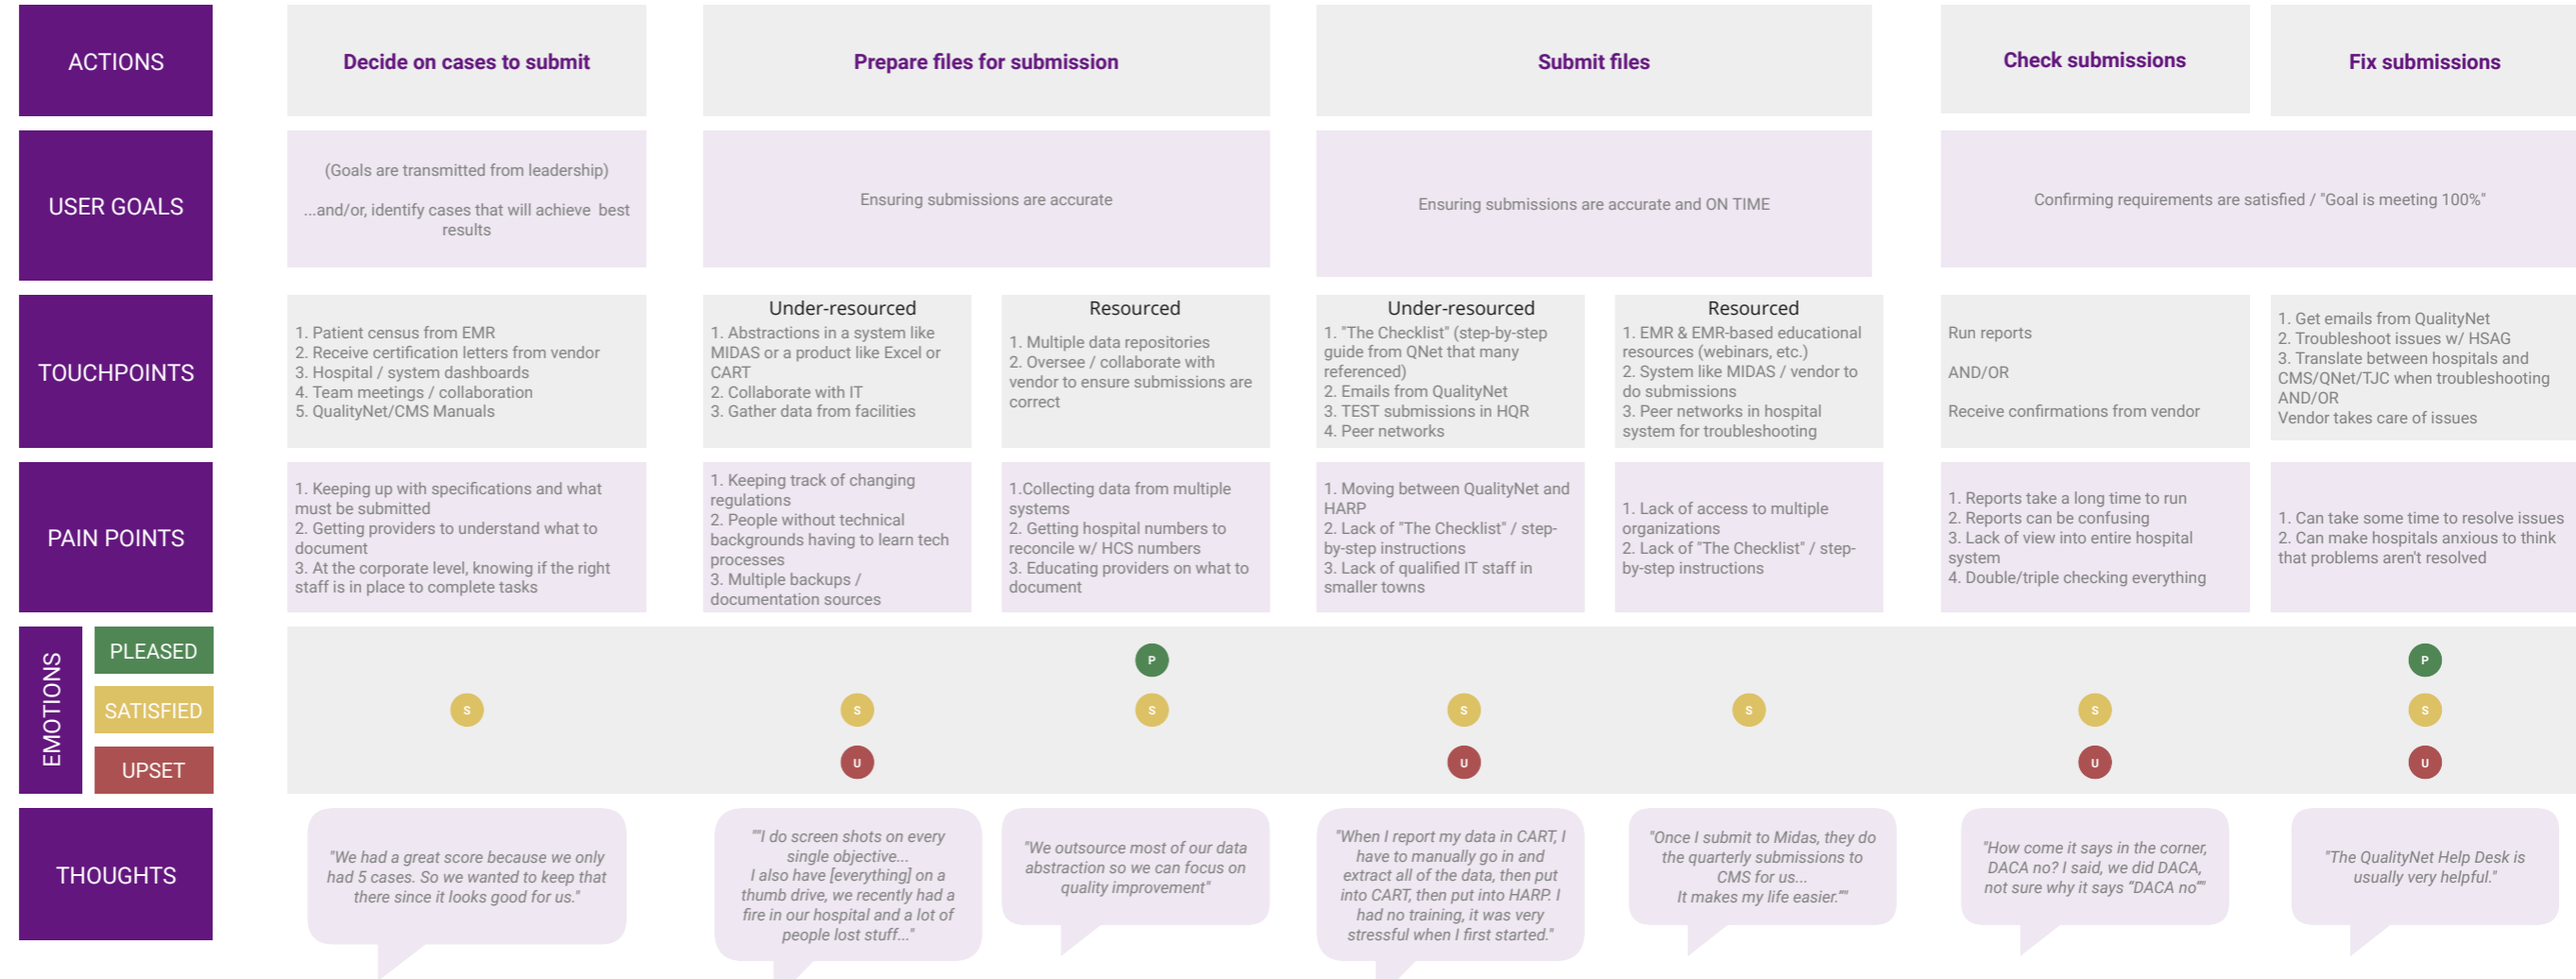 ACTIONS
Decide on cases to submit
Prepare files for submission
Submit files
Check submissions
Fix submissions
USER GOALS
(Goals are transmitted from leadership)
...and/or, identify cases that will achieve best
results
Ensuring submissions are accurate
Ensuring submissions are accurate and ON TIME
Confirming requirements are satisfied / "Goal is meeting 100%"
TOUCHPOINTS
1. Patient census from EMR
2. Receive certification letters from vendor
3. Hospital / system dashboards
4. Team meetings / collaboration
5. QualityNet/CMS Manuals
Under-resourced
1. Abstractions in a system like
MIDAS or a product like Excel or
CART
2. Collaborate with IT
3. Gather data from facilities
Resourced
1. Multiple data repositories
2. Oversee / collaborate with
vendor to ensure submissions are
correct
Under-resourced
1. "The Checklist" (step-by-step
guide from QNet that many
referenced)
2. Emails from QualityNet
3. TEST submissions in HQR
4. Peer networks
Resourced
1. EMR & EMR-based educational
resources (webinars, etc.)
2. System like MIDAS / vendor to
do submissions
3. Peer networks in hospital
system for troubleshooting
Run reports
AND/OR
Receive confirmations from vendor
1. Get emails from QualityNet
2. Troubleshoot issues w/ HSAG
3. Translate between hospitals and
CMS/QNet/TJC when troubleshooting
AND/OR
Vendor takes care of issues
PAIN POINTS
1. Keeping up with specifications and what
must be submitted
2. Getting providers to understand what to
document
3. At the corporate level, knowing if the right
staff is in place to complete tasks
1. Keeping track of changing
regulations
2. People without technical
backgrounds having to learn tech
processes
3. Multiple backups /
documentation sources
1.Collecting data from multiple
systems
2. Getting hospital numbers to
reconcile w/ HCS numbers
3. Educating providers on what to
document
1. Moving between QualityNet and
HARP
2. Lack of "The Checklist" / step-
by-step instructions
3. Lack of qualified IT staff in
smaller towns
1. Lack of access to multiple
organizations
2. Lack of "The Checklist" / step-
by-step instructions
1. Reports take a long time to run
2. Reports can be confusing
3. Lack of view into entire hospital
system
4. Double/triple checking everything
1. Can take some time to resolve issues
2. Can make hospitals anxious to think
that problems aren't resolved
EMOTIONS
PLEASED
P
P
SATISFIED
S
S
S
S
S
S
S
UPSET
U
U
U
U
THOUGHTS
"We had a great score because we only
had 5 cases. So we wanted to keep that
there since it looks good for us."
""I do screen shots on every
single objective...
I also have [everything] on a
thumb drive, we recently had a
fire in our hospital and a lot of
people lost stuff..."
"We outsource most of our data
abstraction so we can focus on
quality improvement"
"When I report my data in CART, I
have to manually go in and
extract all of the data, then put
into CART, then put into HARP. I
had no training, it was very
stressful when I first started."
"Once I submit to Midas, they do
the quarterly submissions to
CMS for us...
It makes my life easier.""
"How come it says in the corner,
DACA no? I said, we did DACA,
not sure why it says “DACA no”"
"The QualityNet Help Desk is
usually very helpful."